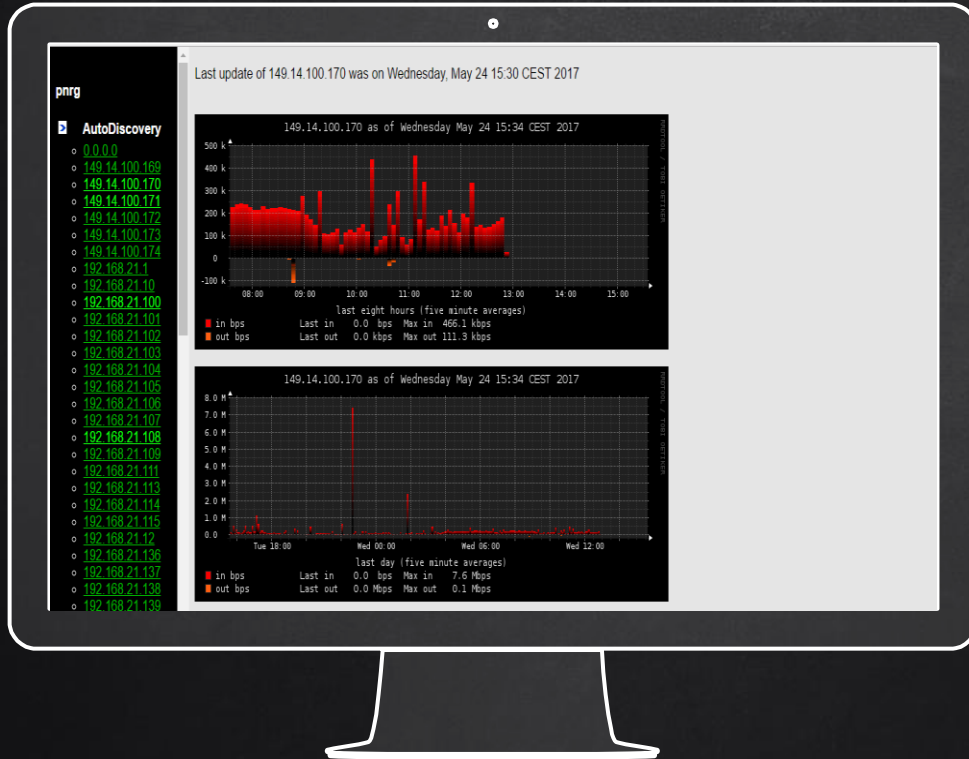 pnrg
AutoDiscovery
0.0.0.0
149.14.100.169
149.14.100.170
149.14.100.171
149.14.100.172
149.14.100.173
149.14.100.174
192.168.21.1
192.168.21.10
192.168.21.100
192.168.21.101
192.168.21.102
192.168.21.103
192.168.21.104
192.168.21.105
192.168.21.106
192.168.21.107
192.168.21.108
192.168.21.109
192.168.21.111
192.168.21.113
192.168.21.114
192.168.21.115
192.168.21.12
192.168.21.136
192.168.21.137
192.168.21.138
192.168.21.139
Last update of 149.14.100.170 was on Wednesday, May 24 15:30 CEST 2017
149.14.100.170 as of Wednesday May 24 15:34 CEST 2017
RRDTOOL / TOBI OETIKER
500 k
400 k
300 k
200 k
100 k
0
-100 k
08:00 09:00 10:00 11:00 12:00 13:00 14:00 15:00
last eight hours (five minute averages)
in bps Last in 0.0 bps Max in 466.1 kbps
out bps Last out 0.0 kbps Max out 111.3 kbps
149.14.100.170 as of Wednesday May 24 15:34 CEST 2017
RRDTOOL / TOBI OETIKER
8.0 M
7.0 M
6.0 M
5.0 M
4.0 M
3.0 M
2.0 M
1.0 M
0.0
Tue 18:00 Wed 00:00 Wed 06:00 Wed 12:00
last day (five minute averages)
in bps Last in 0.0 bps Max in 7.6 Mbps
out bps Last out 0.0 Mbps Max out 0.1 Mbps